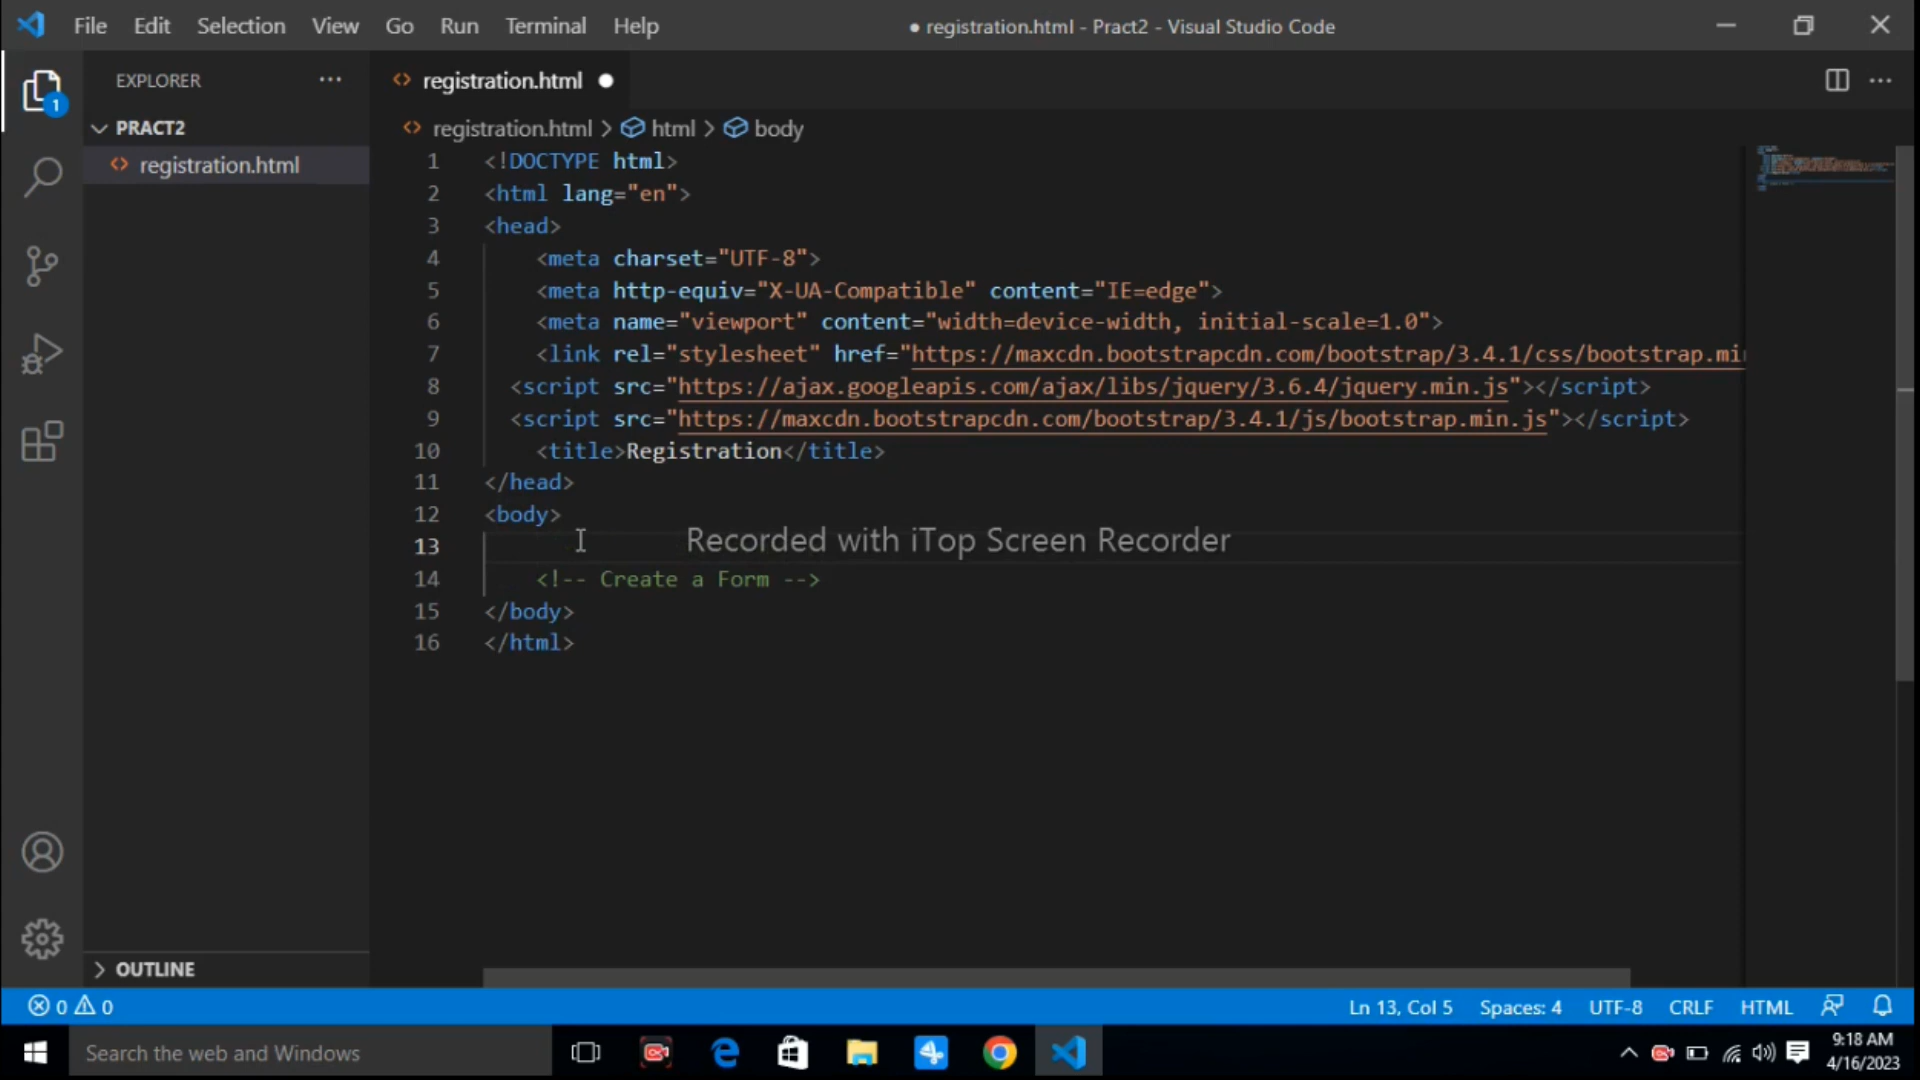 File Edit Selection View Go Run Terminal Help
● registration.html - Pract2 - Visual Studio Code
EXPLORER
registration.html
1
PRACT2
registration.html > html > body
registration.html
1 <!DOCTYPE html>
2 <html lang="en">
3 <head>
4 <meta charset="UTF-8">
5 <meta http-equiv="X-UA-Compatible" content="IE=edge">
6 <meta name="viewport" content="width=device-width, initial-scale=1.0">
7 <link rel="stylesheet" href="https://maxcdn.bootstrapcdn.com/bootstrap/3.4.1/css/bootstrap.mi
8 <script src="https://ajax.googleapis.com/ajax/libs/jquery/3.6.4/jquery.min.js"></script>
9 <script src="https://maxcdn.bootstrapcdn.com/bootstrap/3.4.1/js/bootstrap.min.js"></script>
10 <title>Registration</title>
11 </head>
12 <body>
13
Recorded with iTop Screen Recorder
14 <!-- Create a Form -->
15 </body>
16 </html>
OUTLINE
0 0
Ln 13, Col 5 Spaces: 4 UTF-8 CRLF HTML
Search the web and Windows
9:18 AM
4/16/2023